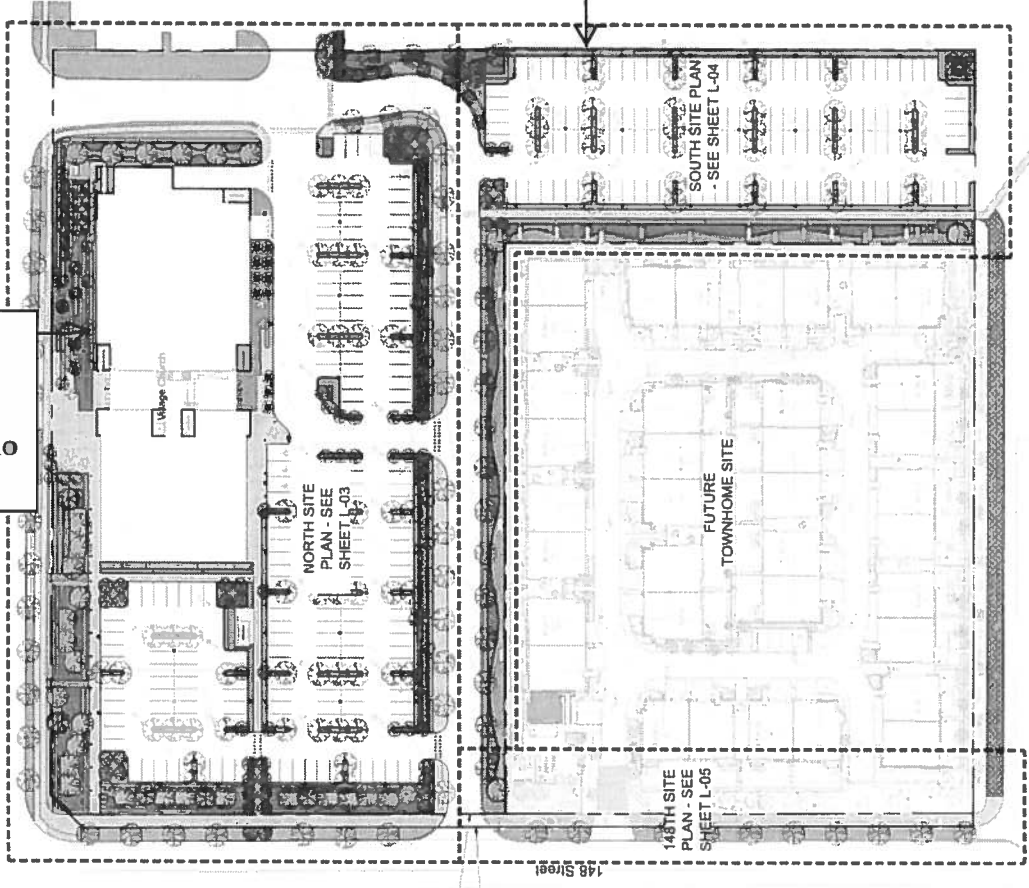 SOUTH SITE PLAN
- SEE SHEET L-04
Village Church
NORTH SITE
PLAN - SEE
SHEET L-03
FUTURE
TOWNHOME SITE
148TH SITE
PLAN - SEE
SHEET L-05
148 Street